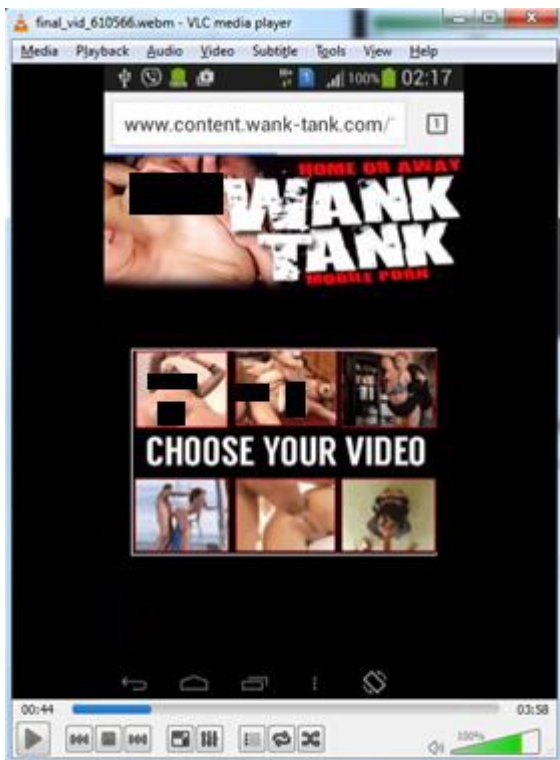 final_vid_610566.webm - VLC media player
Media Playback Audio Video Subtitle Tools View Help
100% 02:17
www.content.wank-tank.com/
1
HOME OR AWAY
WANK
TANK
MOBILE PORN
CHOOSE YOUR VIDEO
00:44 03:58
100%